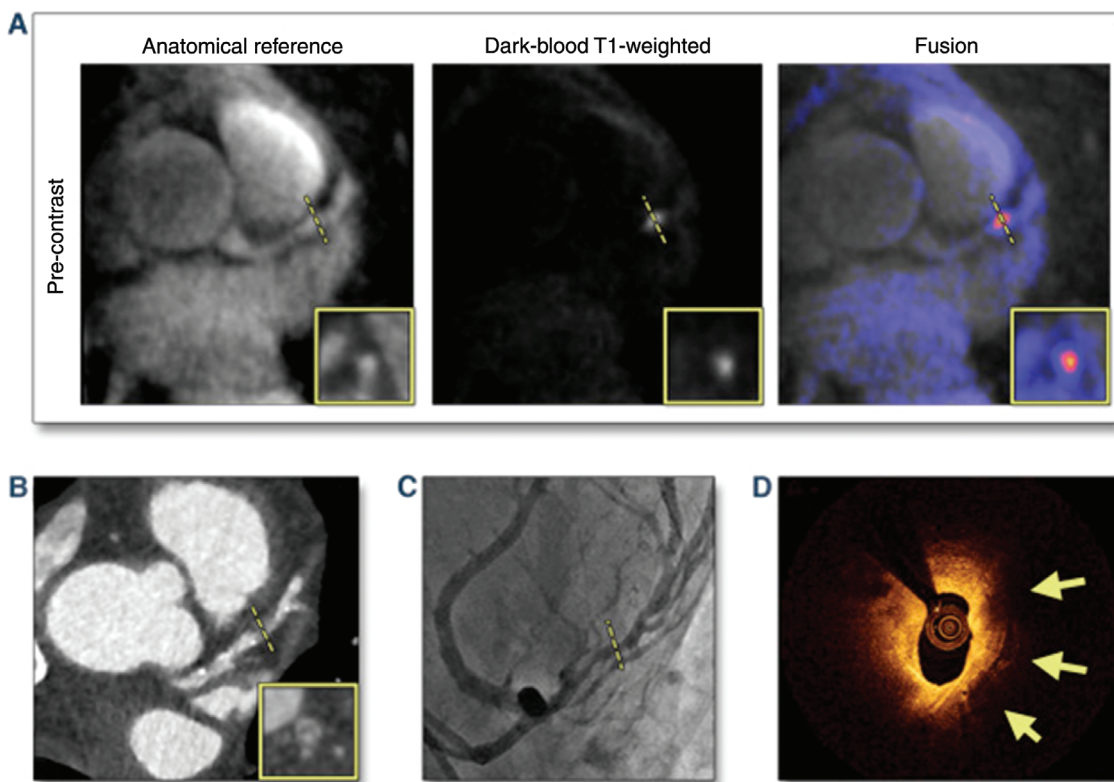 A
Anatomical reference
Dark-blood T1-weighted
Fusion
Pre-contrast
B
C
D